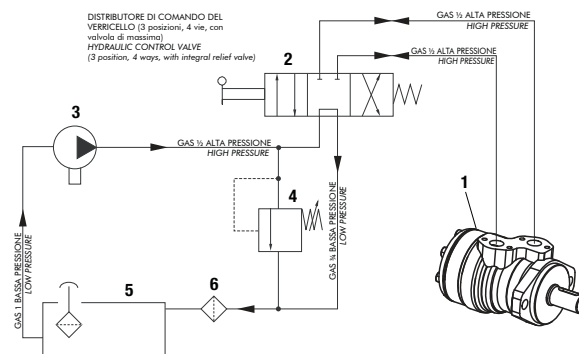 DISTRIBUTORE DI COMANDO DEL
VERRICELLO (3 posizioni, 4 vie, con
valvola di massima)
HYDRAULIC CONTROL VALVE
(3 position, 4 ways, with integral relief valve)
GAS ½ ALTA PRESSIONE
HIGH PRESSURE
GAS ½ ALTA PRESSIONE
HIGH PRESSURE
2
3
GAS ½ ALTA PRESSIONE
HIGH PRESSURE
1
4
GAS ¾ BASSA PRESSIONE
LOW PRESSURE
GAS 1 BASSA PRESSIONE
LOW PRESSURE
5
6